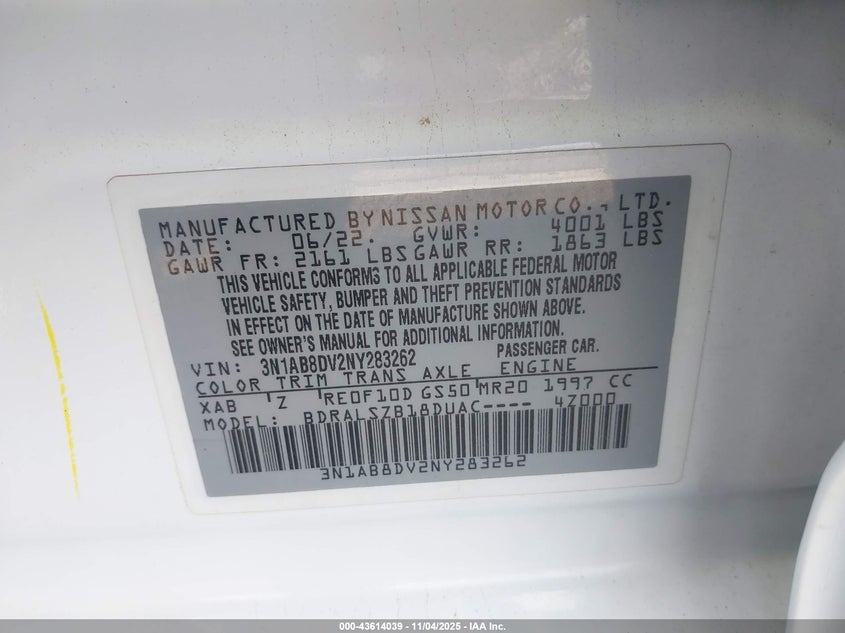 MANUFACTURED BY NISSAN MOTOR CO., LTD.
DATE: 06/22. GVWR: 4001 LBS
GAWR FR: 2161 LBS GAWR RR: 1863 LBS
THIS VEHICLE CONFORMS TO ALL APPLICABLE FEDERAL MOTOR
VEHICLE SAFETY, BUMPER AND THEFT PREVENTION STANDARDS
IN EFFECT ON THE DATE OF MANUFACTURE SHOWN ABOVE.
SEE OWNER'S MANUAL FOR ADDITIONAL INFORMATION.
VIN: 3N1AB8DV2NY283262 PASSENGER CAR.
COLOR TRIM TRANS AXLE ENGINE
XAB Z RE0F10D GS50 MR20 1997 CC
MODEL: BDRALSZB18DUAC---- 4Z000
3N1AB8DV2NY283262
000-43614039 - 11/04/2025 - IAA Inc.